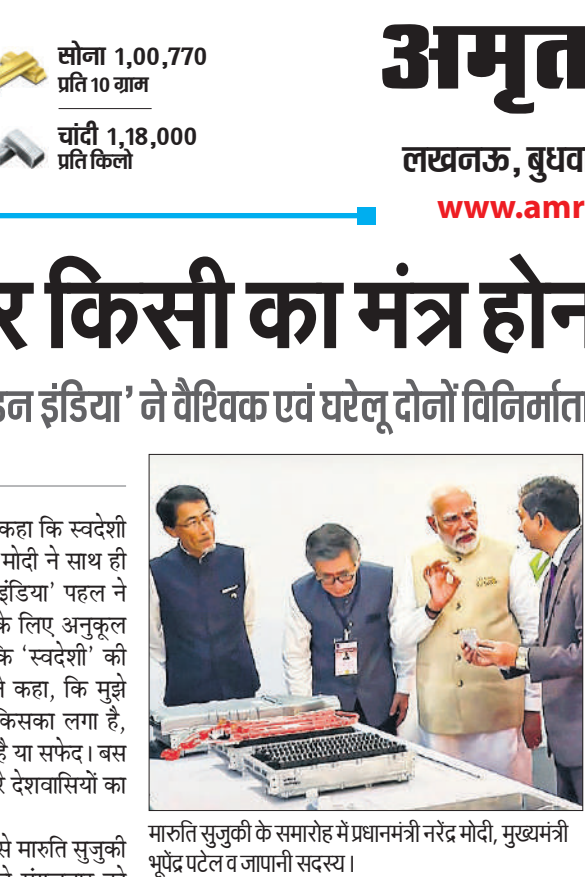 सोना 1,00,770
प्रति 10 ग्राम
चांदी 1,18,000
प्रति किलो
अमृत
लखनऊ, बुधव
www.amr
र किसी का मंत्र होन
इन इंडिया’ ने वैश्विक एवं घरेलू दोनों विनिर्माता
कहा कि स्वदेशी
मोदी ने साथ ही
इंडिया’ पहल ने
के लिए अनुकूल
कि ‘स्वदेशी’ की
ने कहा, कि मुझे
किसका लगा है,
है या सफेद। बस
रे देशवासियों का
से मारुति सुजुकी
मारुति सुजुकी के समारोह में प्रधानमंत्री नरेंद्र मोदी, मुख्यमंत्री
भूपेंद्र पटेल व जापानी सदस्य।